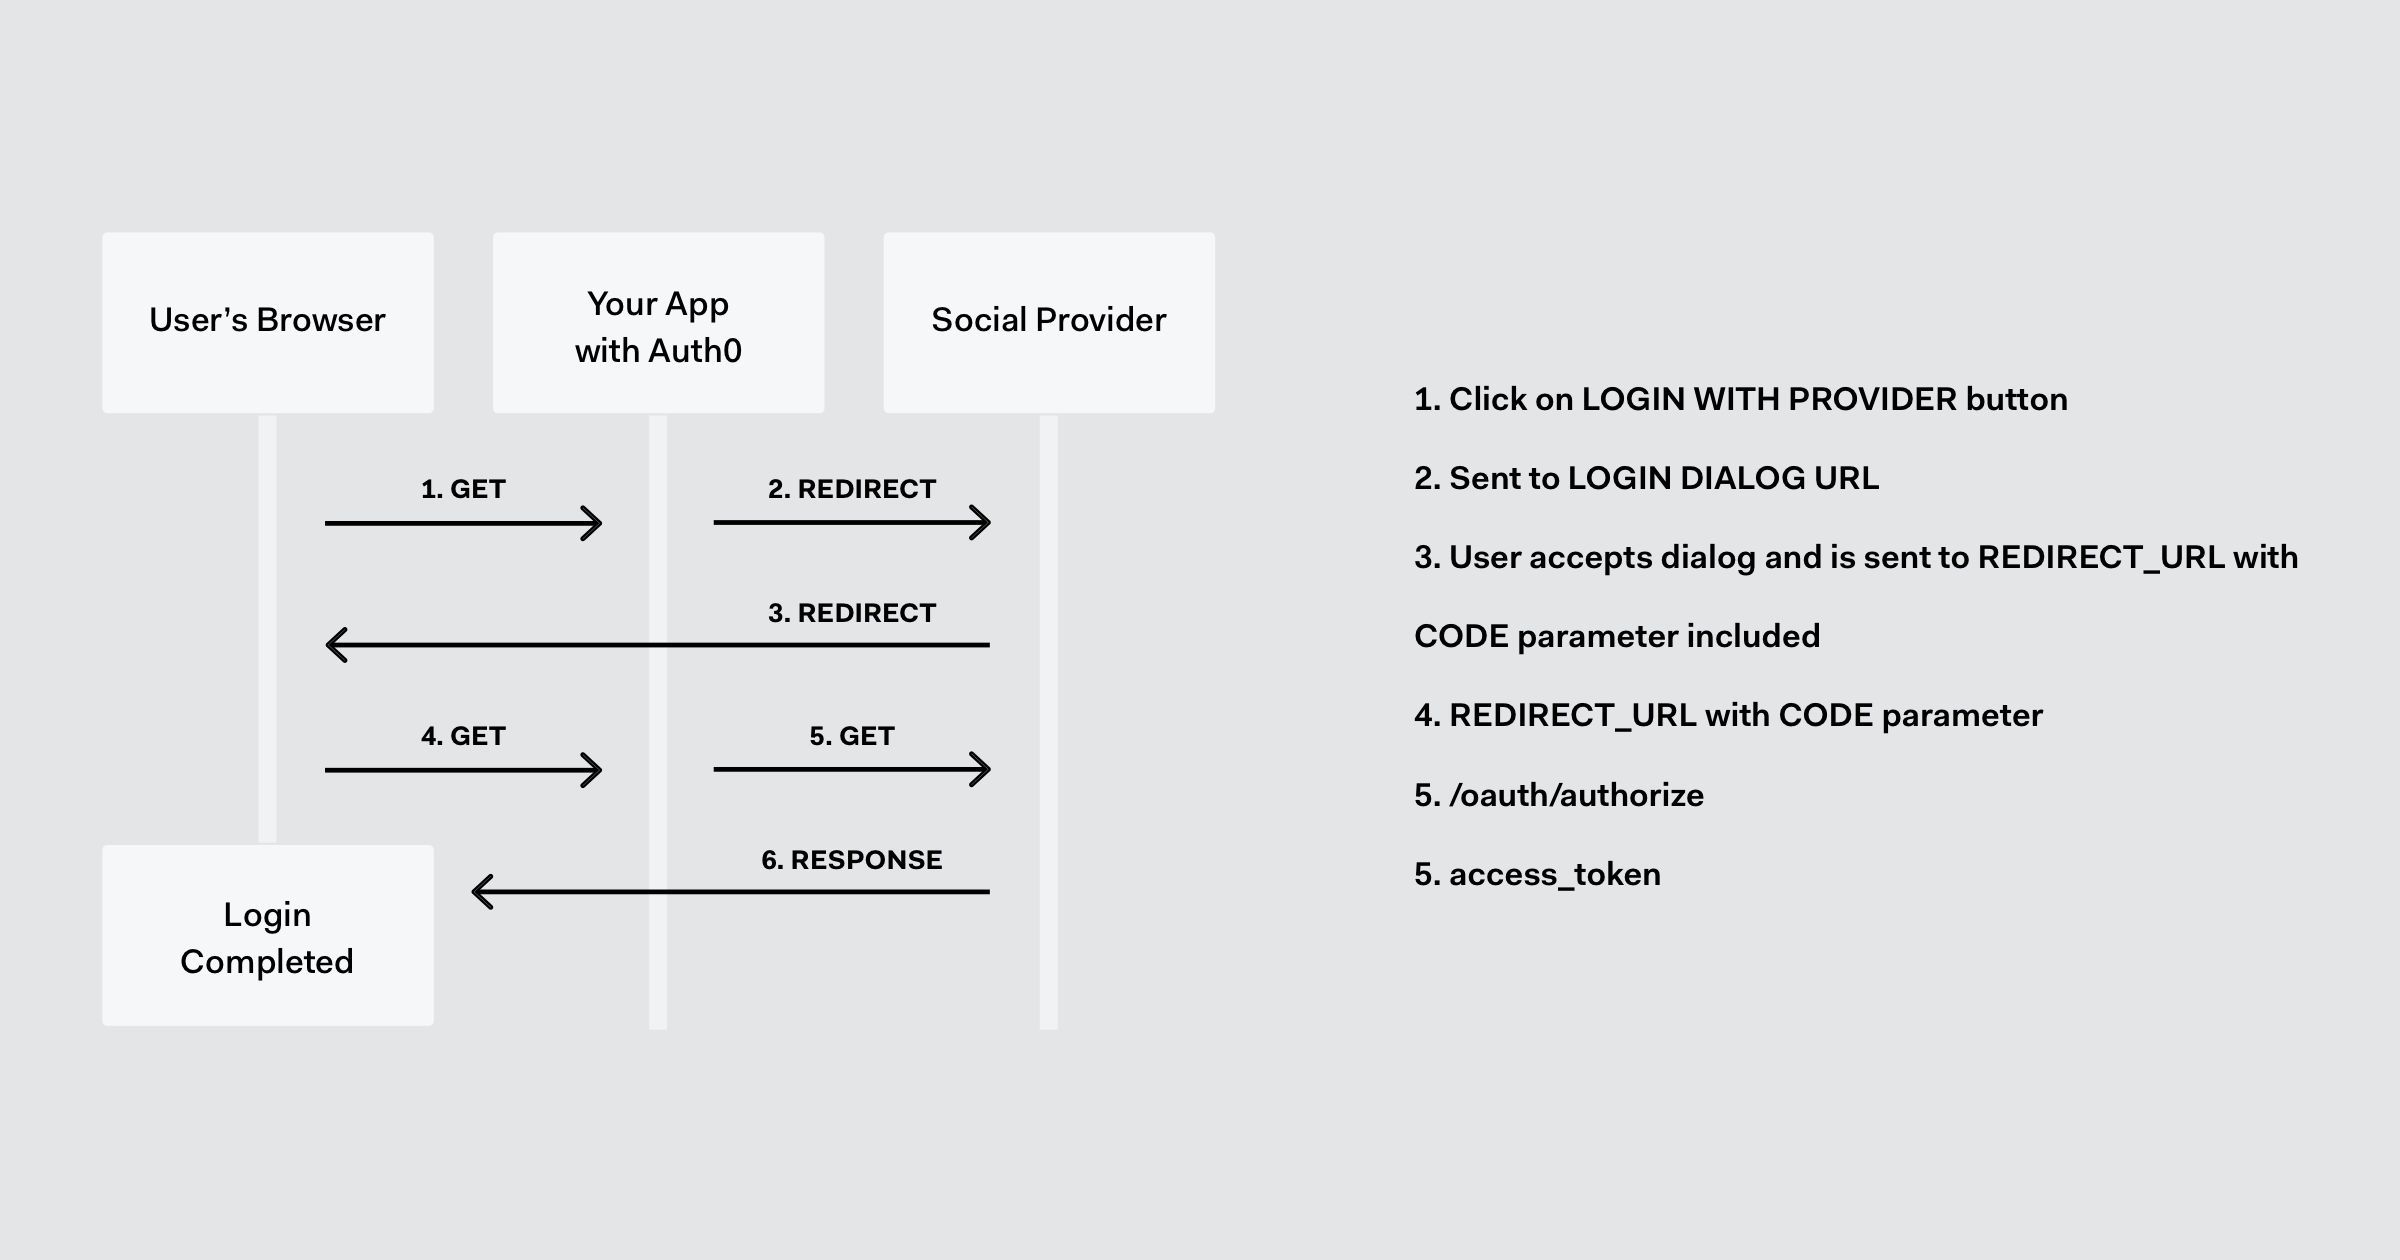 User’s Browser
Your App
with Auth0
Social Provider
1. GET
2. REDIRECT
3. REDIRECT
4. GET
5. GET
6. RESPONSE
Login
Completed
1. Click on LOGIN WITH PROVIDER button
2. Sent to LOGIN DIALOG URL
3. User accepts dialog and is sent to REDIRECT_URL with
CODE parameter included
4. REDIRECT_URL with CODE parameter
5. /oauth/authorize
5. access_token